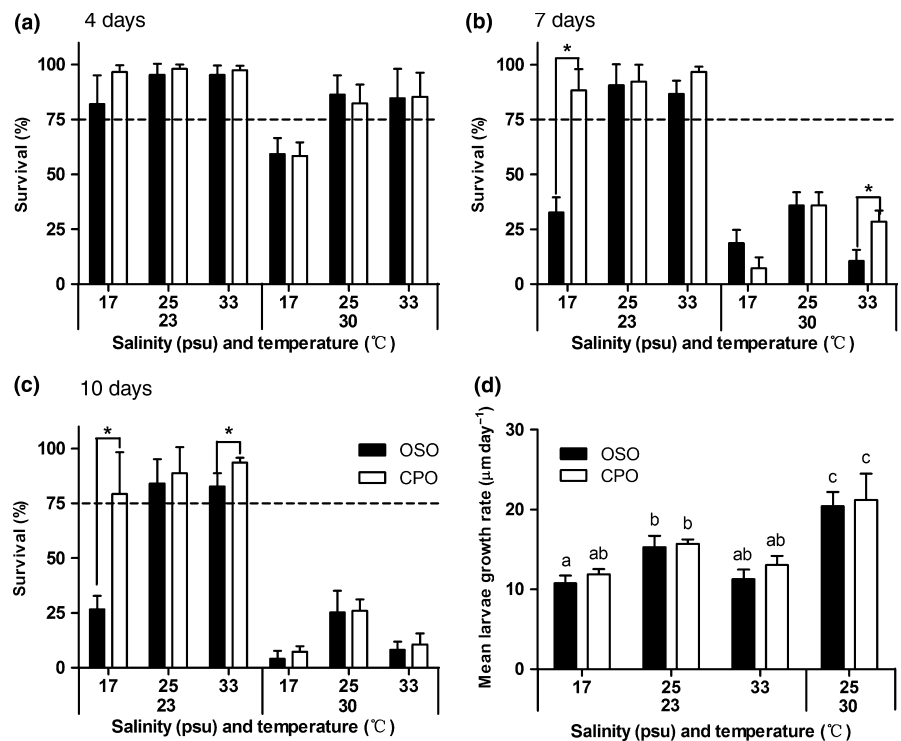 (a) 4 days
Survival (%)
100
75
50
25
0
17 25 33 17 25 33
23 30
Salinity (psu) and temperature (℃)
(b) 7 days
Survival (%)
100
75
50
25
0
* *
17 25 33 17 25 33
23 30
Salinity (psu) and temperature (℃)
(c) 10 days
Survival (%)
100
75
50
25
0
* *
OSO
CPO
17 25 33 17 25 33
23 30
Salinity (psu) and temperature (℃)
(d)
Mean larvae growth rate (μm day⁻¹)
30
20
10
0
OSO
CPO
a ab b b ab ab c c
17 25 33 25
23 30
Salinity (psu) and temperature (℃)